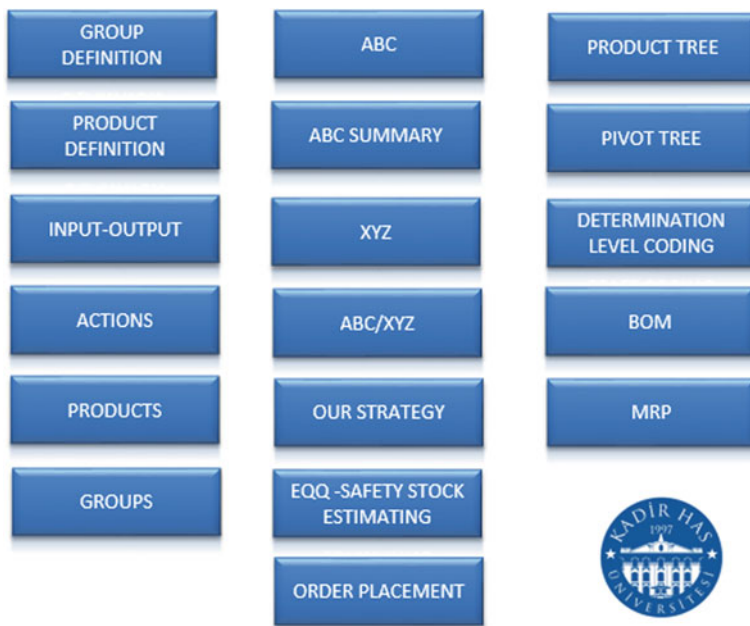 GROUP
DEFINITION
PRODUCT
DEFINITION
INPUT-OUTPUT
ACTIONS
PRODUCTS
GROUPS
ABC
ABC SUMMARY
XYZ
ABC/XYZ
OUR STRATEGY
EQQ -SAFETY STOCK
ESTIMATING
ORDER PLACEMENT
PRODUCT TREE
PIVOT TREE
DETERMINATION
LEVEL CODING
BOM
MRP
KADİR HAS
1997
ÜNİVERSİTESİ